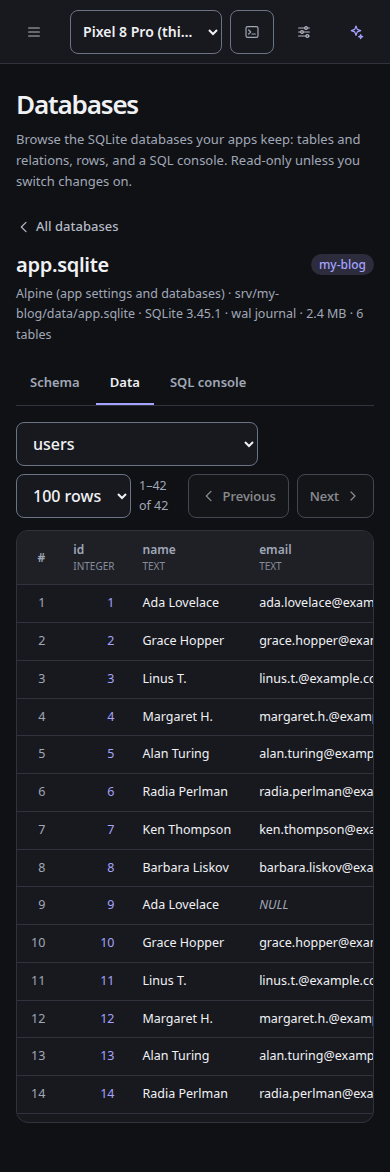 Pixel 8 Pro (thi...
Databases
Browse the SQLite databases your apps keep: tables and
relations, rows, and a SQL console. Read-only unless you
switch changes on.
All databases
app.sqlite
my-blog
Alpine (app settings and databases) · srv/my-
blog/data/app.sqlite · SQLite 3.45.1 · wal journal · 2.4 MB · 6
tables
Schema Data SQL console
users
100 rows
1–42
of 42
Previous
Next
# id name email
INTEGER TEXT TEXT
1 1 Ada Lovelace ada.lovelace@exam
2 2 Grace Hopper grace.hopper@exa
3 3 Linus T. linus.t.@example.co
4 4 Margaret H. margaret.h.@exam
5 5 Alan Turing alan.turing@examp
6 6 Radia Perlman radia.perlman@exa
7 7 Ken Thompson ken.thompson@exa
8 8 Barbara Liskov barbara.liskov@exa
9 9 Ada Lovelace NULL
10 10 Grace Hopper grace.hopper@exa
11 11 Linus T. linus.t.@example.co
12 12 Margaret H. margaret.h.@exam
13 13 Alan Turing alan.turing@examp
14 14 Radia Perlman radia.perlman@exa